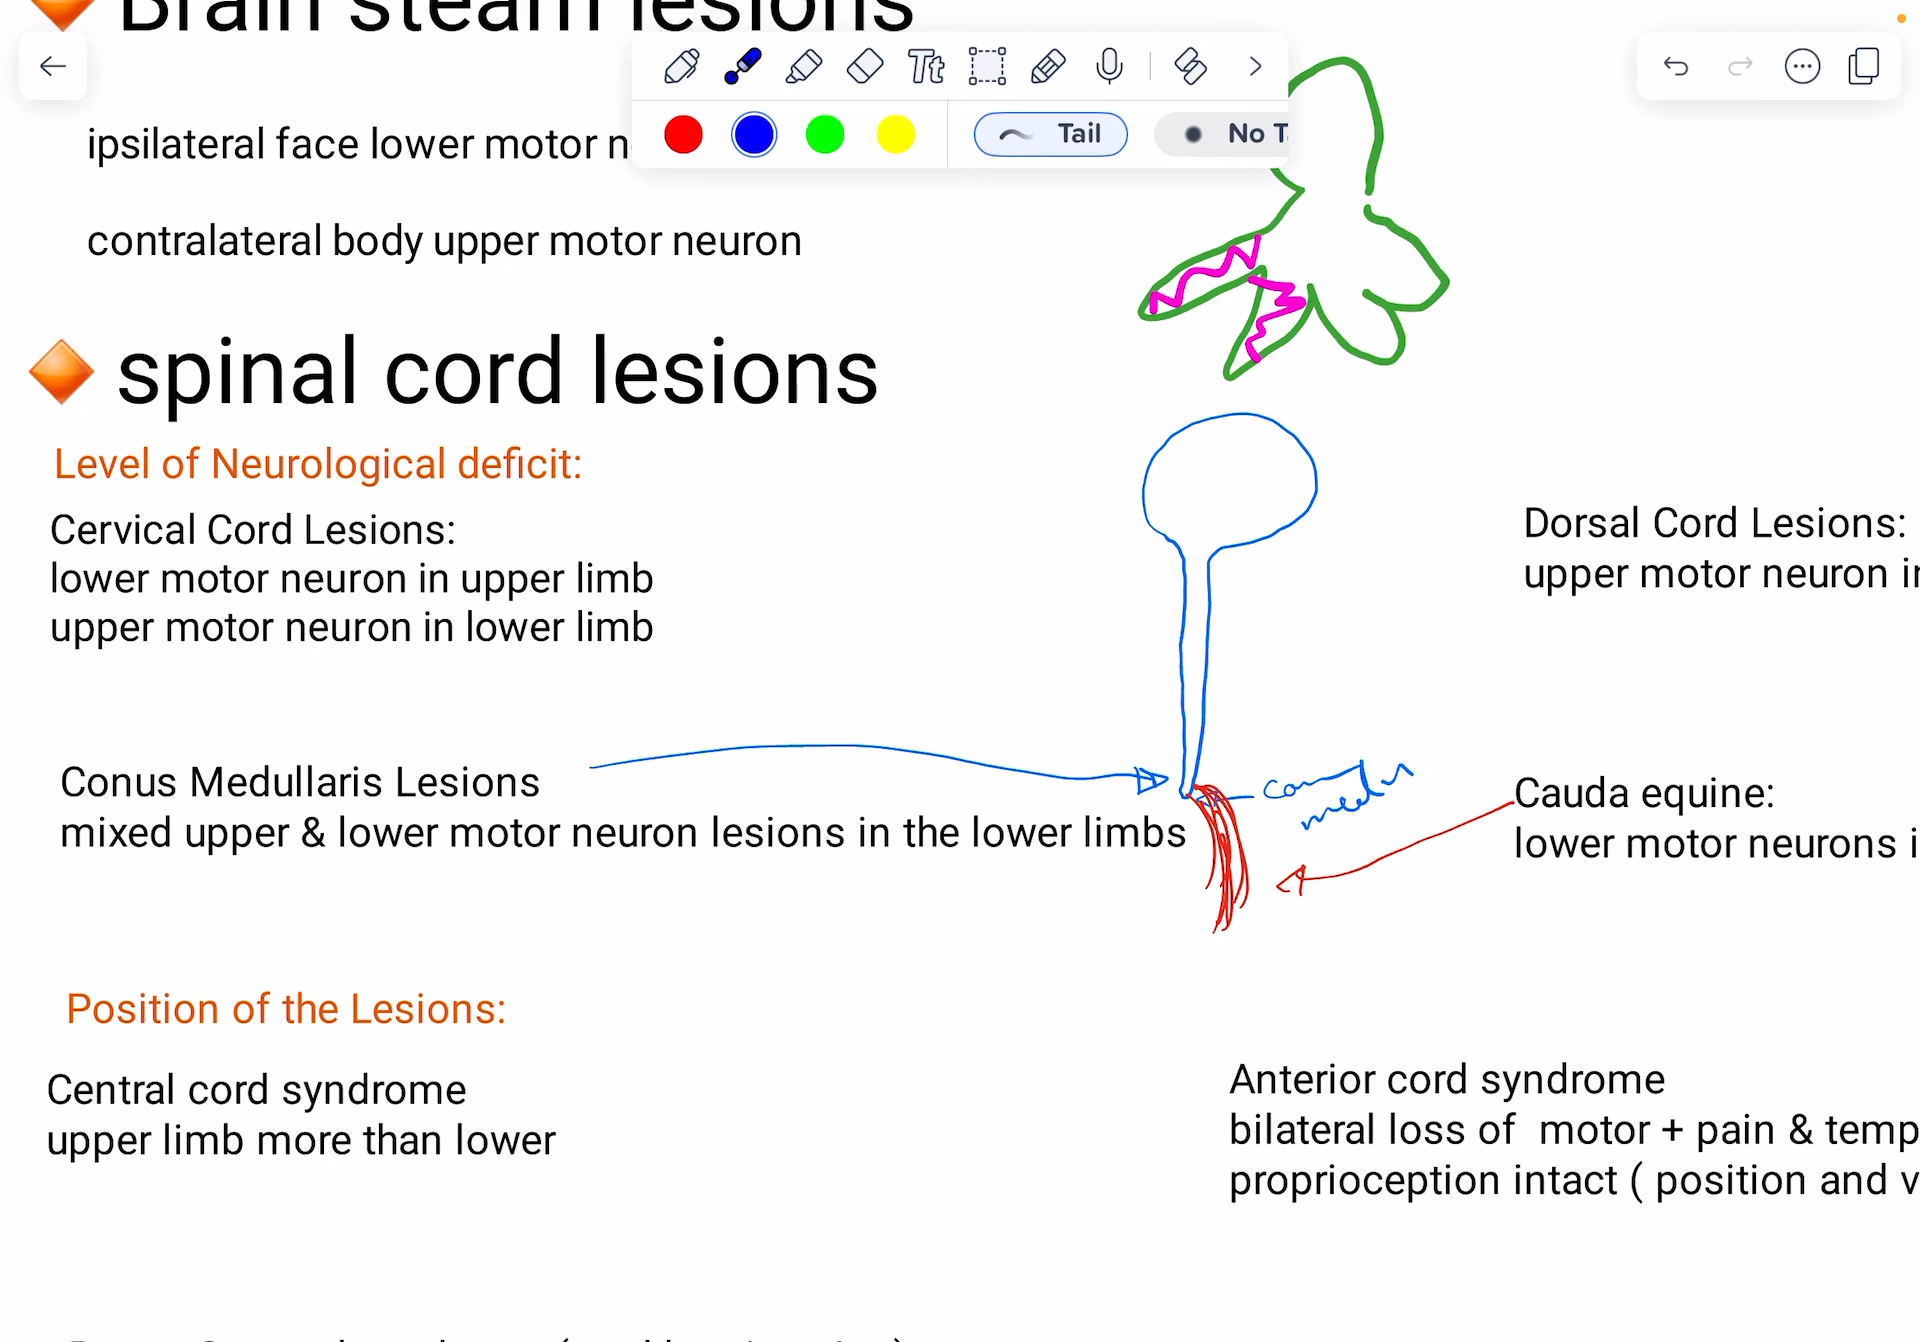 Brain steam lesions
Tail
No T
ipsilateral face lower motor n
contralateral body upper motor neuron
spinal cord lesions
Level of Neurological deficit:
Cervical Cord Lesions:
lower motor neuron in upper limb
upper motor neuron in lower limb
Dorsal Cord Lesions:
upper motor neuron in
Conus Medullaris Lesions
mixed upper & lower motor neuron lesions in the lower limbs
Cauda equine:
lower motor neurons i
Position of the Lesions:
Central cord syndrome
upper limb more than lower
Anterior cord syndrome
bilateral loss of motor + pain & temp
proprioception intact ( position and v